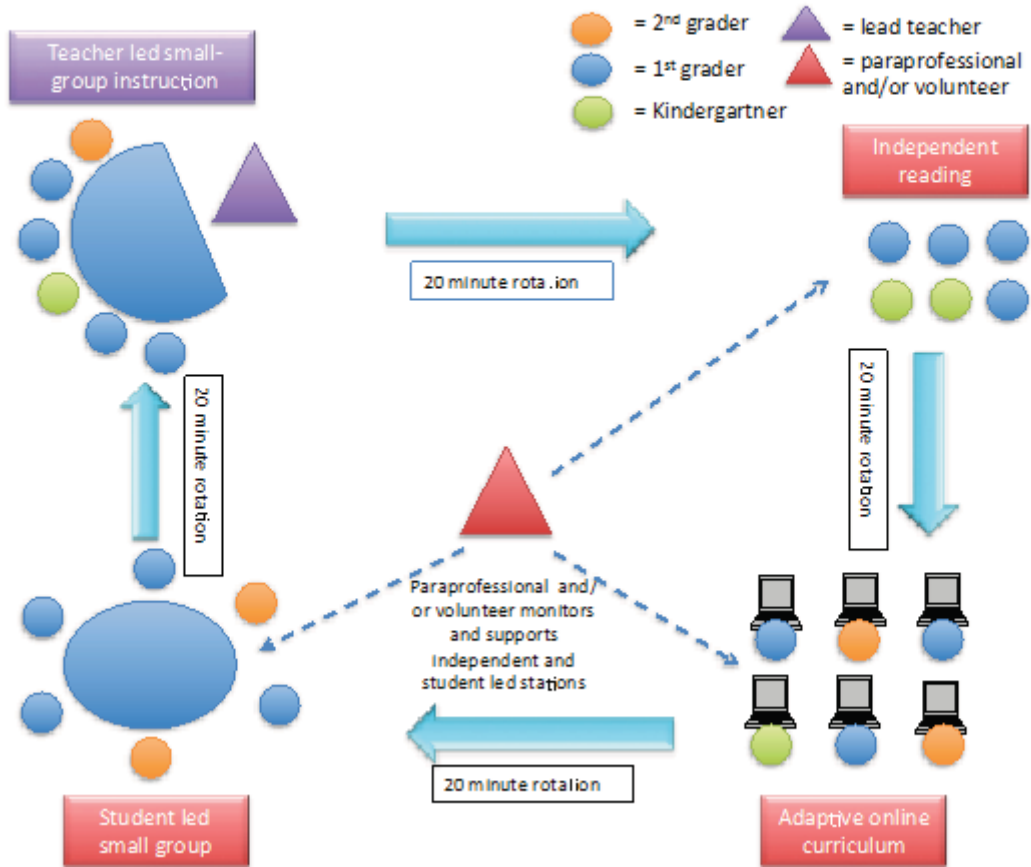 Teacher led small-
group instruction
= 2nd grader
= 1st grader
= Kindergartner
= lead teacher
= paraprofessional
and/or volunteer
Independent
reading
20 minute rota.ion
20 minute rotation
20 minute rotation
Paraprofessional and/
or volunteer monitors
and supports
Independent and
student led stations
20 minute rotalion
Student led
small group
Adaptive online
curriculum